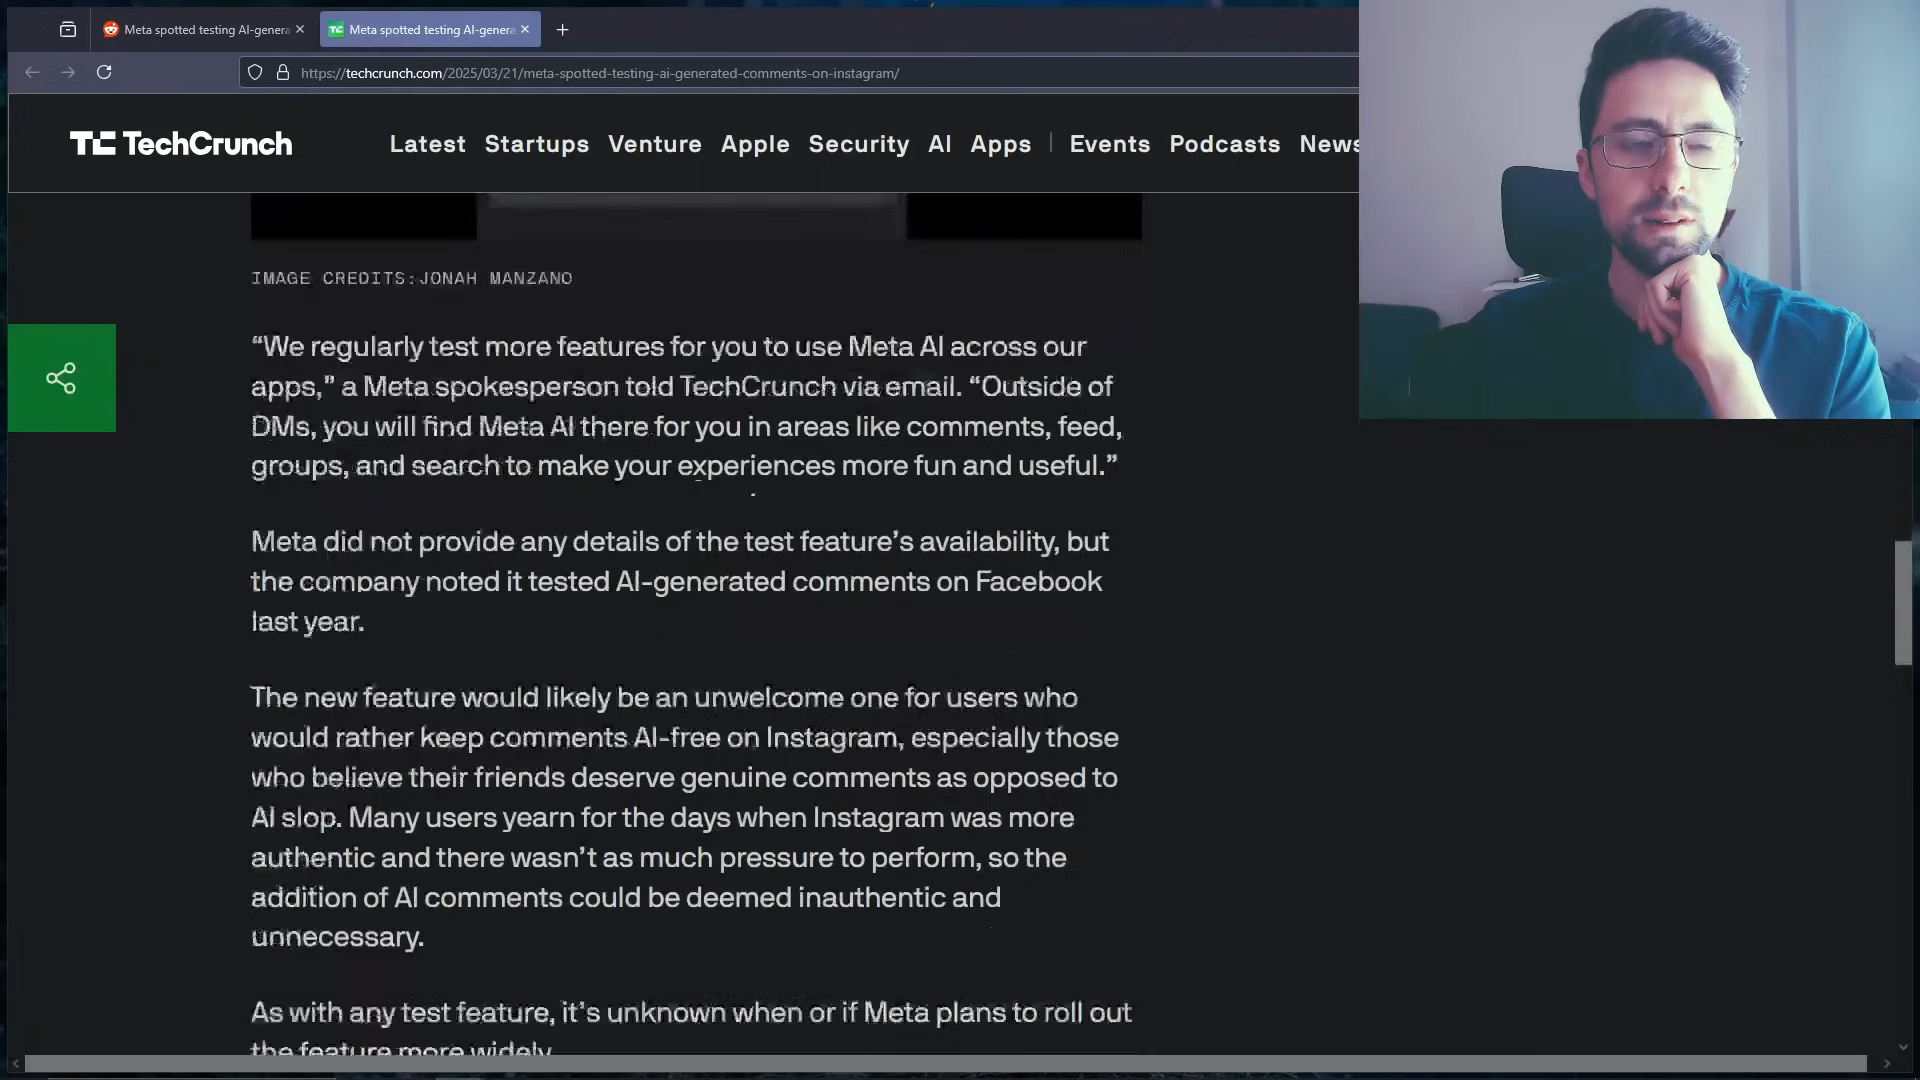 Meta spotted testing AI-genera
Meta spotted testing AI-genera
https://techcrunch.com/2025/03/21/meta-spotted-testing-ai-generated-comments-on-instagram/
TechCrunch
Latest Startups Venture Apple Security AI Apps | Events Podcasts News
IMAGE CREDITS:JONAH MANZANO
“We regularly test more features for you to use Meta AI across our
apps,” a Meta spokesperson told TechCrunch via email. “Outside of
DMs, you will find Meta AI there for you in areas like comments, feed,
groups, and search to make your experiences more fun and useful.”
Meta did not provide any details of the test feature’s availability, but
the company noted it tested AI-generated comments on Facebook
last year.
The new feature would likely be an unwelcome one for users who
would rather keep comments AI-free on Instagram, especially those
who believe their friends deserve genuine comments as opposed to
AI slop. Many users yearn for the days when Instagram was more
authentic and there wasn’t as much pressure to perform, so the
addition of AI comments could be deemed inauthentic and
unnecessary.
As with any test feature, it’s unknown when or if Meta plans to roll out
the feature more widely